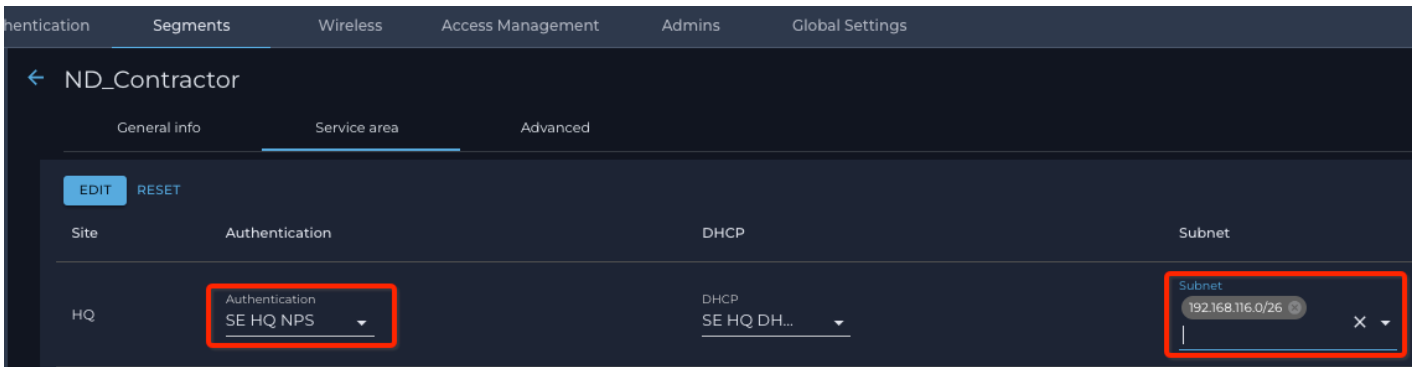 hentication Segments Wireless Access Management Admins Global Settings
ND_Contractor
General info Service area Advanced
EDIT RESET
Site Authentication DHCP Subnet
HQ
Authentication
SE HQ NPS
DHCP
SE HQ DH...
Subnet
192.168.116.0/26